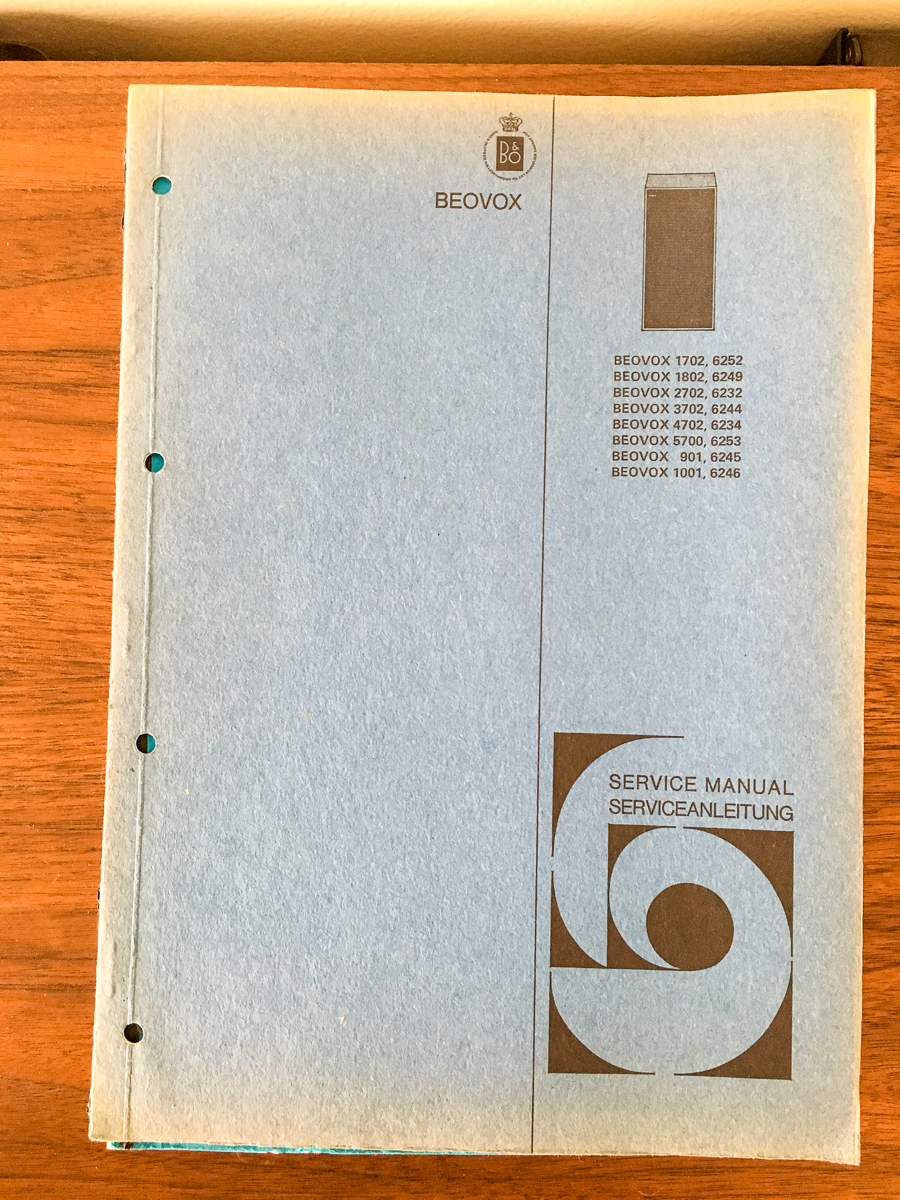 B&O
BEOVOX
BEOVOX 1702, 6252
BEOVOX 1802, 6249
BEOVOX 2702, 6232
BEOVOX 3702, 6244
BEOVOX 4702, 6234
BEOVOX 5700, 6253
BEOVOX 901, 6245
BEOVOX 1001, 6246
SERVICE MANUAL
SERVICEANLEITUNG